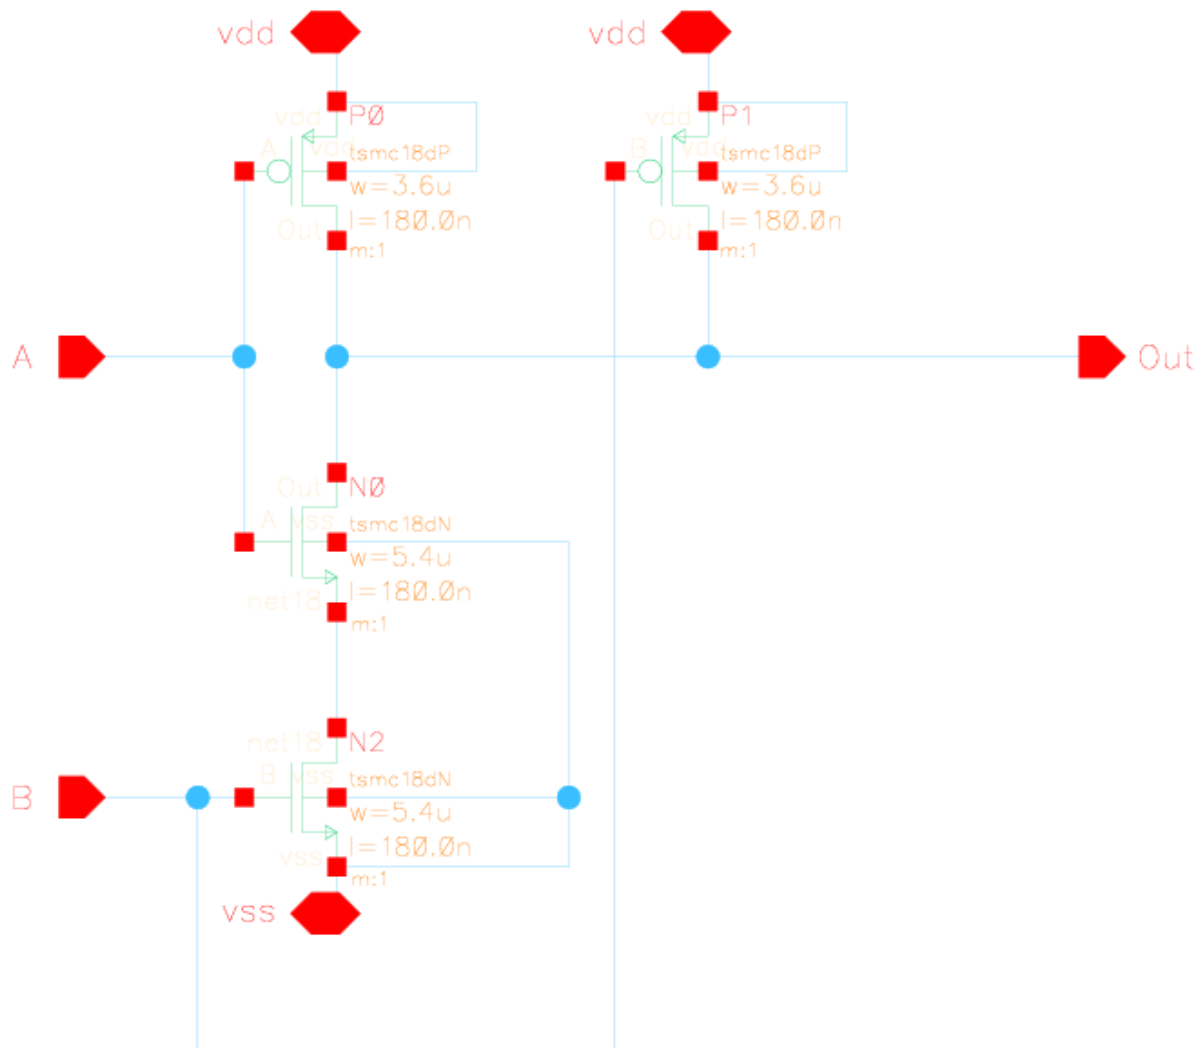 vdd
vdd
vdd
P0
A
vdd
tsmc18dP
w=3.6u
l=180.0n
Out
m:1
vdd
P1
B
vdd
tsmc18dP
w=3.6u
l=180.0n
Out
m:1
A
Out
Out
N0
A
vss
tsmc18dN
w=5.4u
l=180.0n
net18
m:1
net18
N2
B
vss
tsmc18dN
w=5.4u
l=180.0n
vss
m:1
B
vss